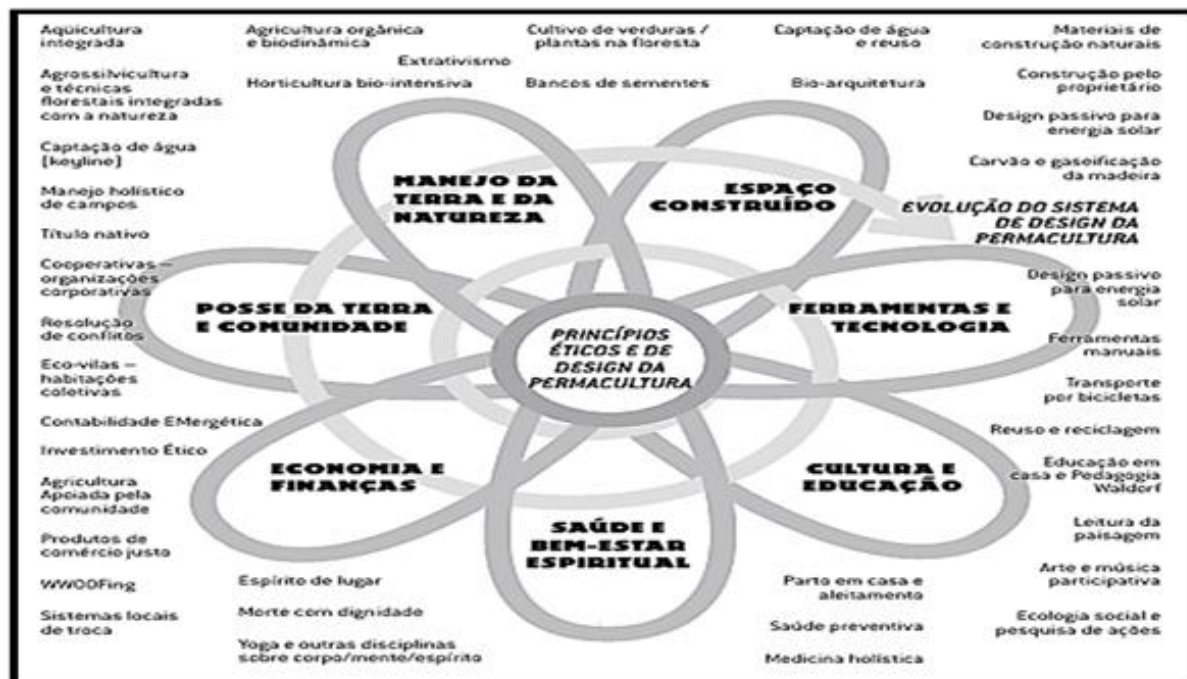 Aqüicultura
integrada
Agrossilvicultura
e técnicas
florestais integradas
com a natureza
Captação de água
[keyline]
Manejo holístico
de campos
Título nativo
Cooperativas —
organizações
corporativas
Resolução
de conflitos
Eco-vilas —
habitações
coletivas
Contabilidade EMergética
Investimento Ético
Agricultura
Apoiada pela
comunidade
Produtos de
comércio justo
WWOOFing
Sistemas locais
de troca
Agricultura orgânica
e biodinâmica
Extrativismo
Horticultura bio-intensiva
Cultivo de verduras /
plantas na floresta
Bancos de sementes
Captação de água
e reuso
Bio-arquitetura
Materiais de
construção naturais
Construção pelo
proprietário
Design passivo para
energia solar
Carvão e gaseificação
da madeira
EVOLUÇÃO DO SISTEMA
DE DESIGN DA
PERMACULTURA
Design passivo
para energia
solar
Ferramentas
manuais
Transporte
por bicicletas
Reuso e reciclagem
Educação em
casa e Pedagogia
Waldorf
Leitura da
paisagem
Arte e música
participativa
Ecologia social e
pesquisa de ações
MANEJO DA
TERRA E DA
NATUREZA
ESPAÇO
CONSTRUÍDO
POSSE DA TERRA
E COMUNIDADE
PRINCÍPIOS
ÉTICOS E DE
DESIGN DA
PERMACULTURA
FERRAMENTAS E
TECNOLOGIA
ECONOMIA E
FINANÇAS
SAÚDE E
BEM-ESTAR
ESPIRITUAL
CULTURA E
EDUCAÇÃO
Espírito de lugar
Morte com dignidade
Yoga e outras disciplinas
sobre corpo/mente/espírito
Parto em casa e
aleitamento
Saúde preventiva
Medicina holística